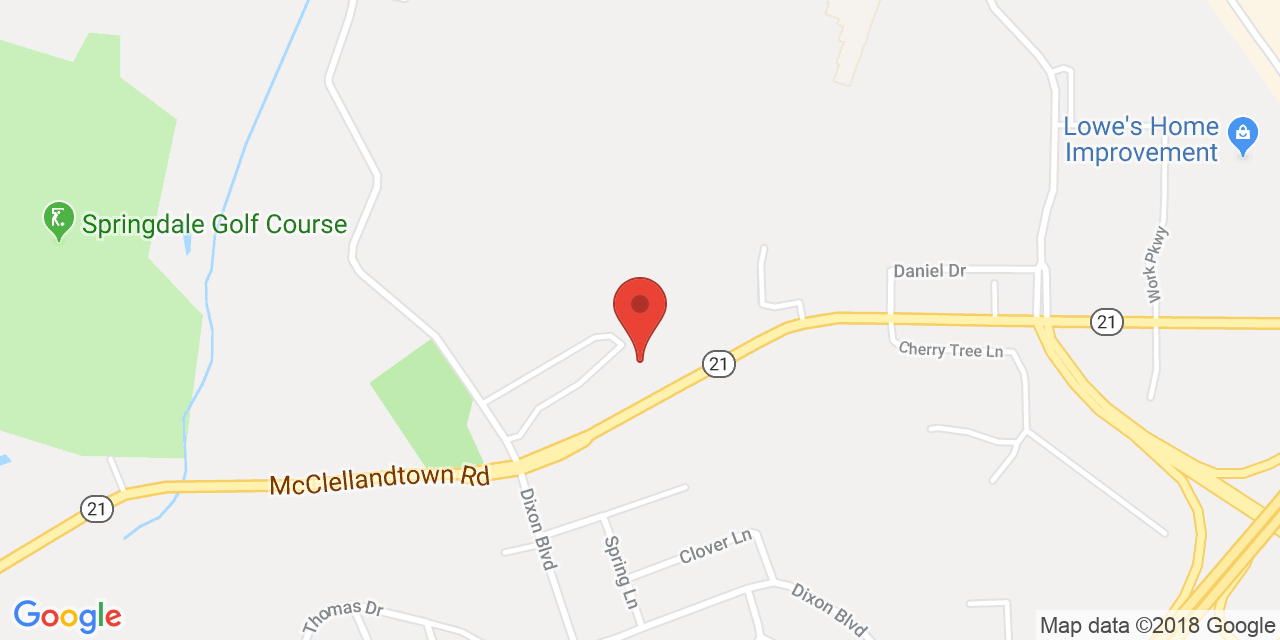 Lowe's Home
Improvement
Springdale Golf Course
Work Pkwy
Daniel Dr
21
Cherry Tree Ln
21
McClellandtown Rd
21
Dixon Blvd
Spring Ln
Clover Ln
Thomas Dr
Dixon Blvd
Google
Map data ©2018 Google